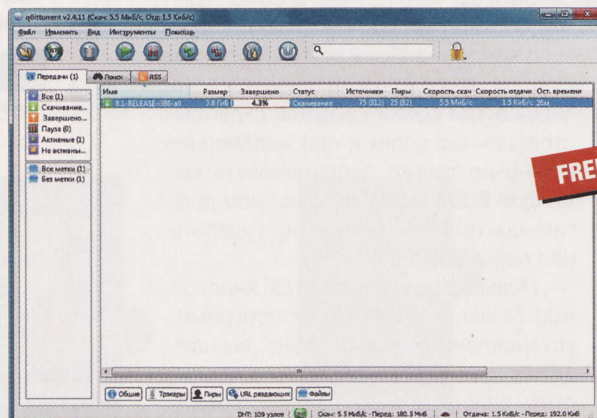 qBittorrent v2.4.11 (Скач: 5.5 МиБ/с, Отд: 1.5 КиБ/с)
Файл Изменить Вид Инструменты Помощь
Передачи (1) Поиск RSS
Имя Размер Завершено Статус Источники Пиры Скорость скач Скорость отдачи Ост. времени
8.1-RELEASE-i386-all 3.8 ГиБ 4.3% Скачивание 75 (812) 25 (82) 5.5 МиБ/с 1.5 КиБ/с 26м
Все (1)
Скачивание...
Завершено...
Пауза (0)
Активные (1)
Не активны...
Все метки (1)
Без метки (1)
FREE
Общие Трекеры Пиры URL раздающих Файлы
DHT: 109 узлов Скач: 5.5 МиБ/с - Перед: 180.3 МиБ Отдача: 1.5 КиБ/с - Перед: 192.0 КиБ